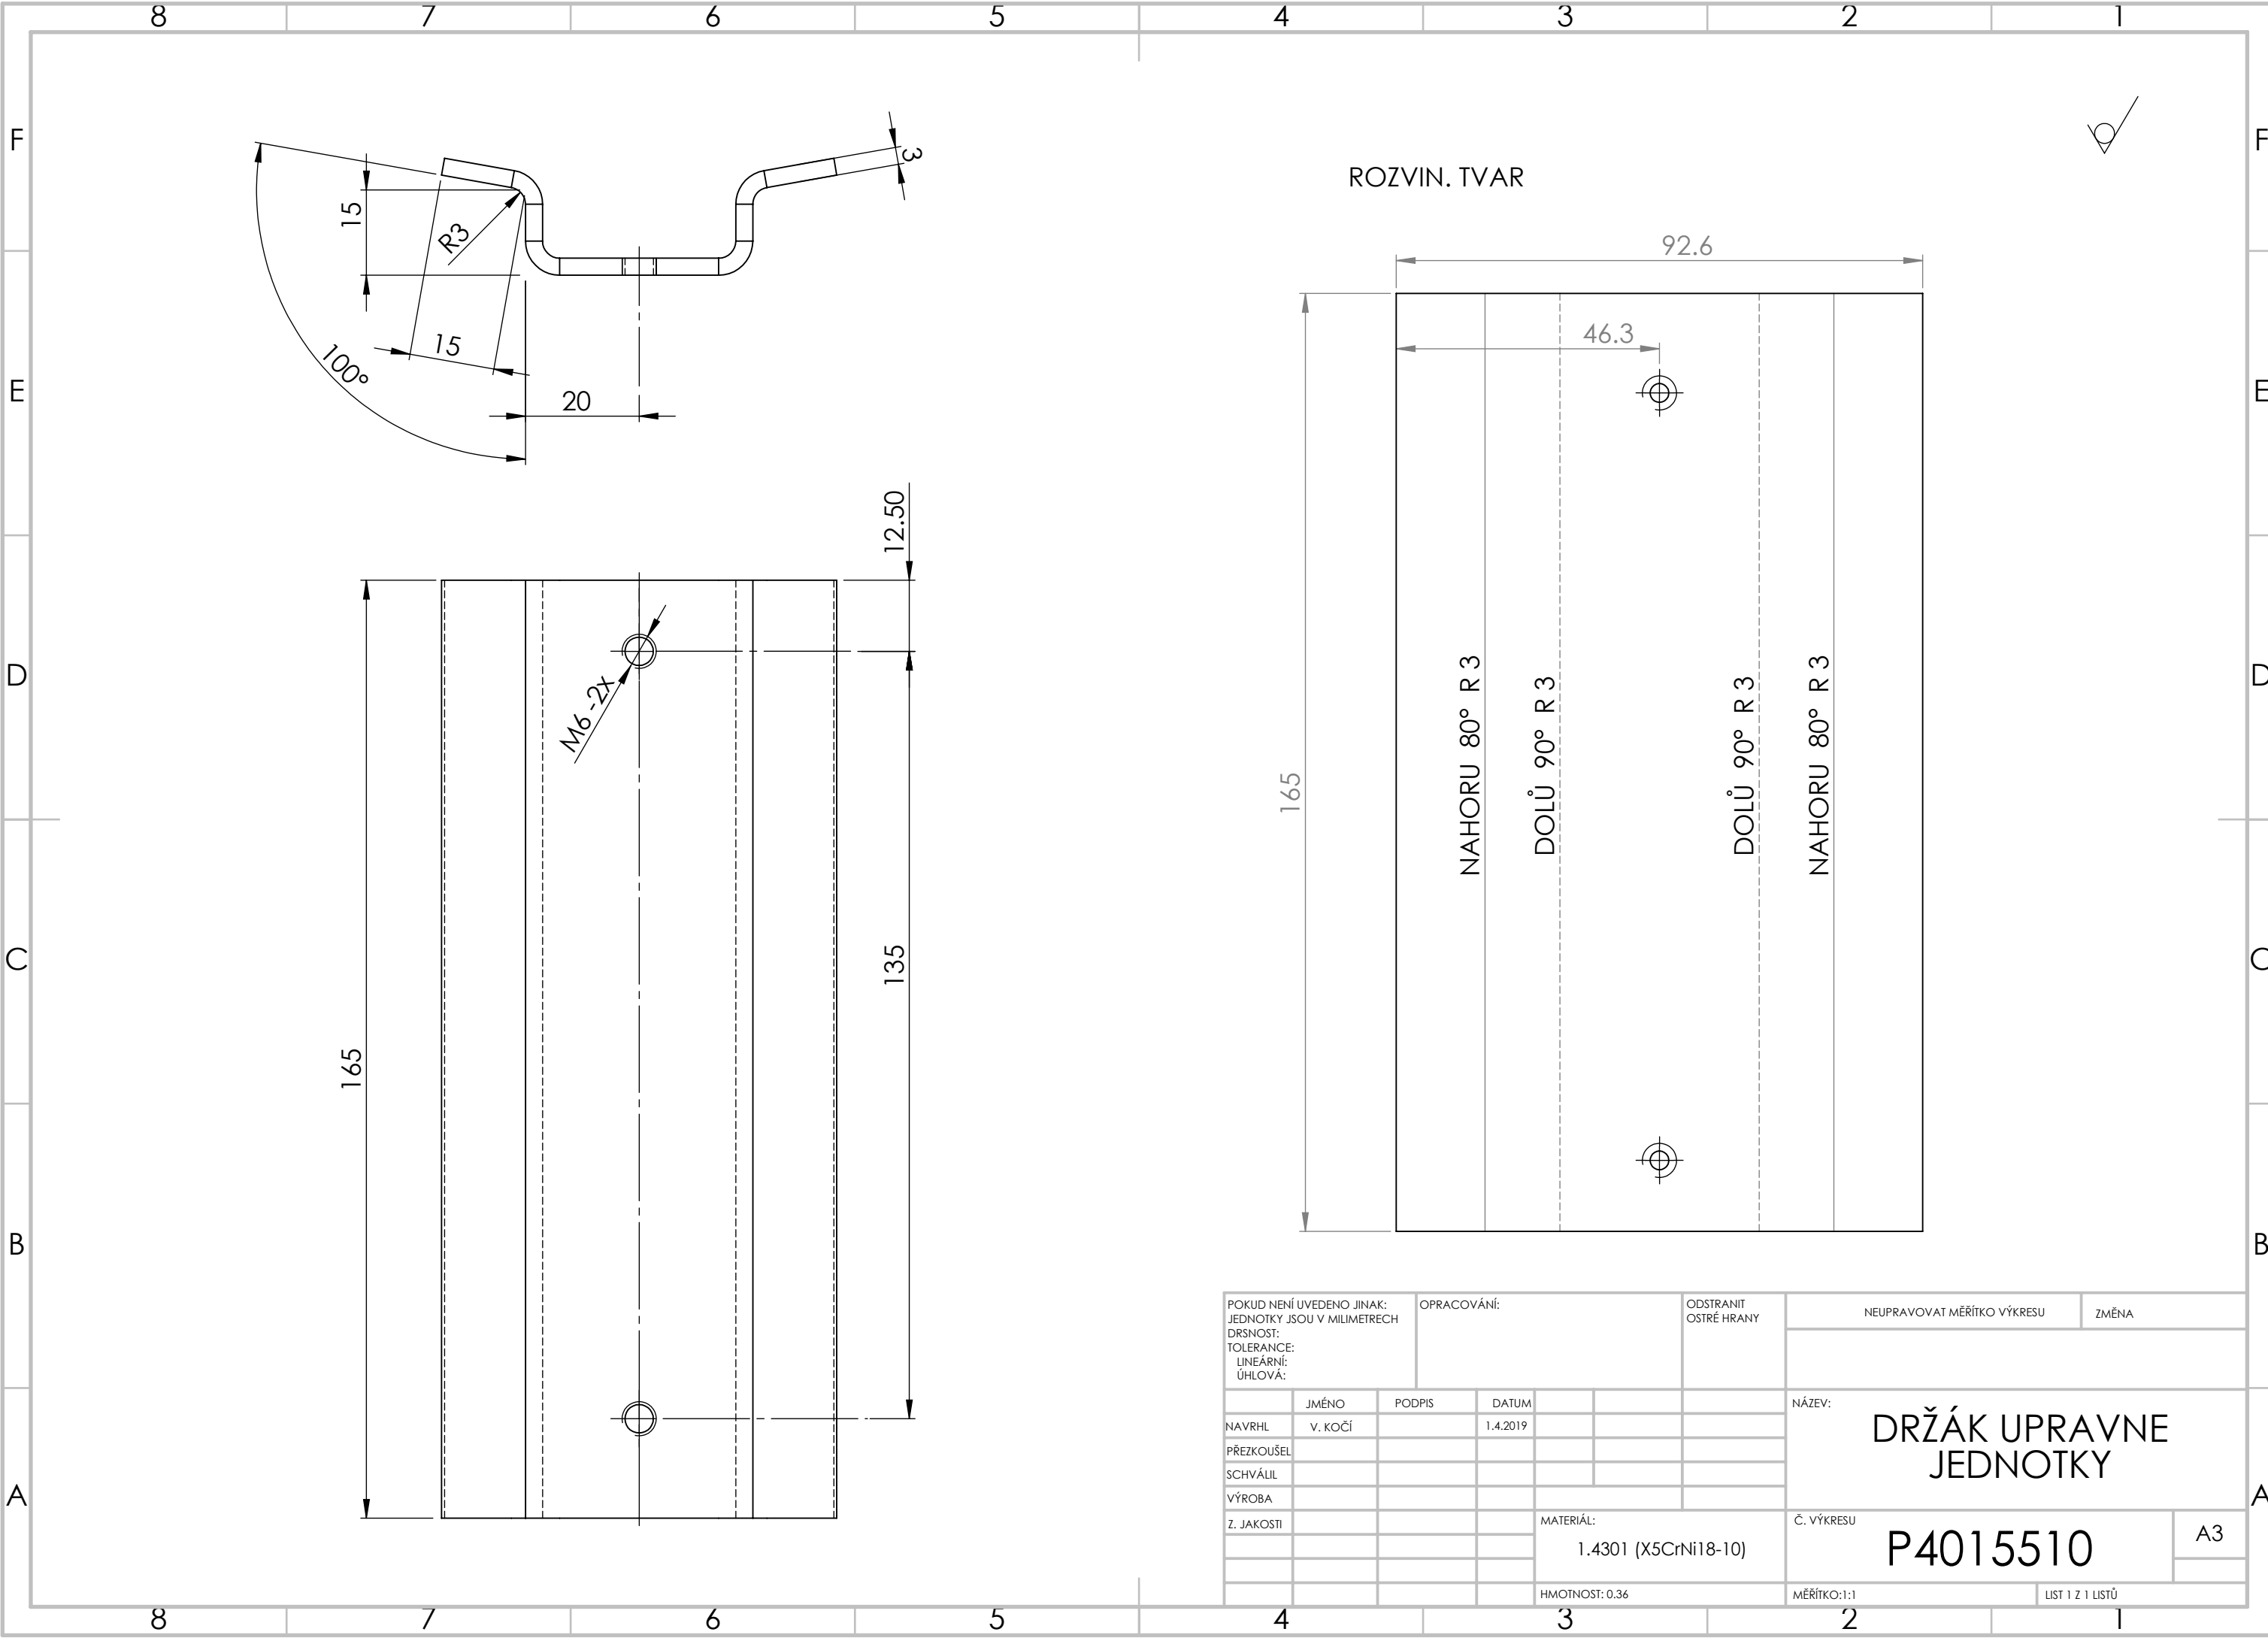 8 7 6 5 4 3 2 1
F F
E E
D D
C C
B B
A A
3
15
R3
15
100°
20
12.50
M6 -2x
165
135
ROZVIN. TVAR
92.6
46.3
165
NAHORU 80° R 3
DOLŮ 90° R 3
DOLŮ 90° R 3
NAHORU 80° R 3
POKUD NENÍ UVEDENO JINAK:
JEDNOTKY JSOU V MILIMETRECH
DRSNOST:
TOLERANCE:
LINEÁRNÍ:
ÚHLOVÁ:
OPRACOVÁNÍ:
ODSTRANIT
OSTRÉ HRANY
NEUPRAVOVAT MĚŘÍTKO VÝKRESU
ZMĚNA
JMÉNO PODPIS DATUM
NAVRHL V. KOČÍ 1.4.2019
PŘEZKOUŠEL
SCHVÁLIL
VÝROBA
Z. JAKOSTI
NÁZEV:
DRŽÁK UPRAVNE
JEDNOTKY
MATERIÁL:
1.4301 (X5CrNi18-10)
HMOTNOST: 0.36
Č. VÝKRESU
P4015510
A3
MĚŘÍTKO:1:1
LIST 1 Z 1 LISTŮ
8 7 6 5 4 3 2 1